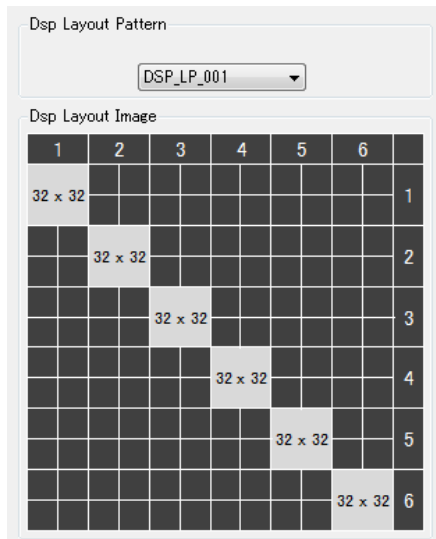 Dsp Layout Pattern
DSP_LP_001
Dsp Layout Image
1 2 3 4 5 6
32 x 32 1
32 x 32 2
32 x 32 3
32 x 32 4
32 x 32 5
32 x 32 6